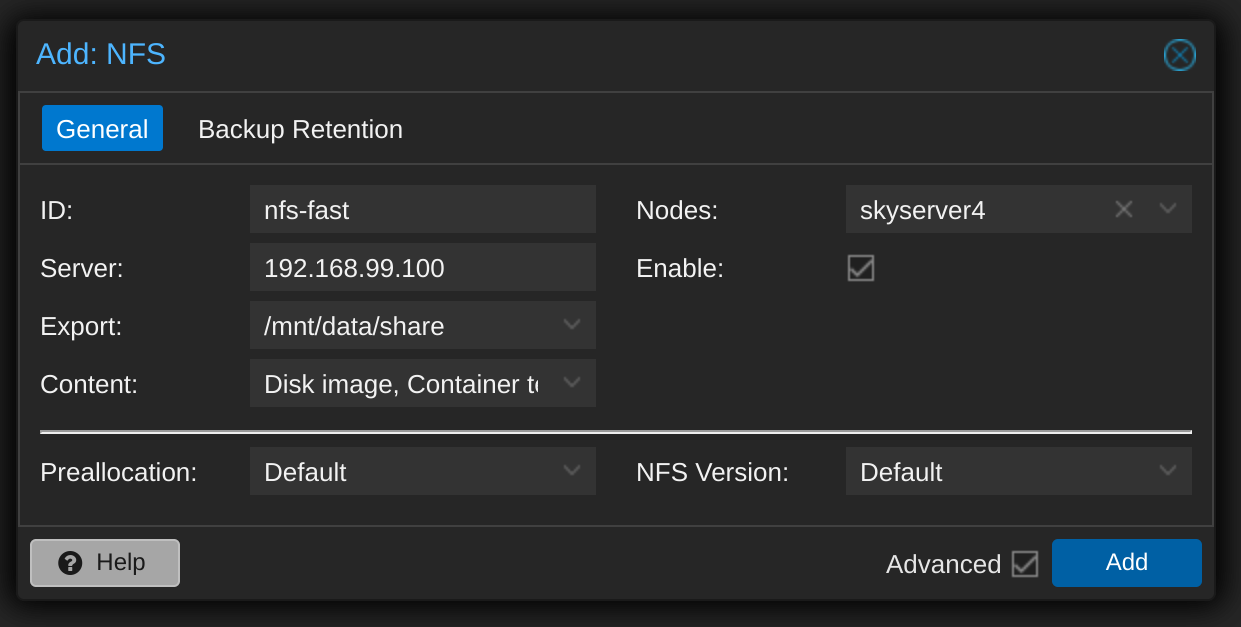 Add: NFS
General Backup Retention
ID: nfs-fast Nodes: skyserver4
Server: 192.168.99.100 Enable:
Export: /mnt/data/share
Content: Disk image, Container
Preallocation: Default NFS Version: Default
Help Advanced Add